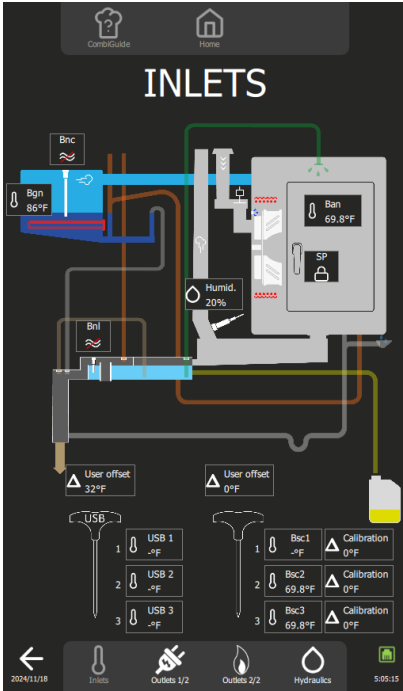 CombiGuide
Home
INLETS
Bnc
Bgn
86°F
Ban
69.8°F
SP
Humid.
20%
Bnl
User offset
32°F
User offset
0°F
USB
1
USB 1
-°F
1
Bsc1
-°F
Calibration
0°F
2
USB 2
-°F
2
Bsc2
69.8°F
Calibration
0°F
3
USB 3
-°F
3
Bsc3
69.8°F
Calibration
0°F
2024/11/18
Inlets
Outlets 1/2
Outlets 2/2
Hydraulics
5:05:15